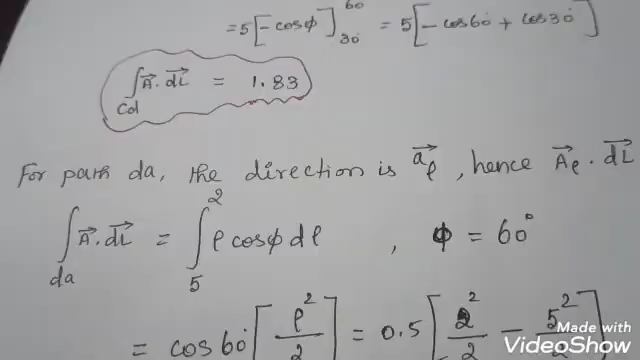 = 5 [ - cosϕ ]₃₀°⁶⁰ = 5 [ - cos60° + cos30° ]
∫cd A⃗ · dL⃗ = 1.83
For path da, the direction is a⃗ρ, hence A⃗ρ · dL⃗
∫da A⃗ · dL⃗ = ∫₅² ρ cosϕ dρ , ϕ = 60°
= cos60° [ ρ²/2 ] = 0.5 [ 2²/2 - 5²/2 ]
Made with
VideoShow